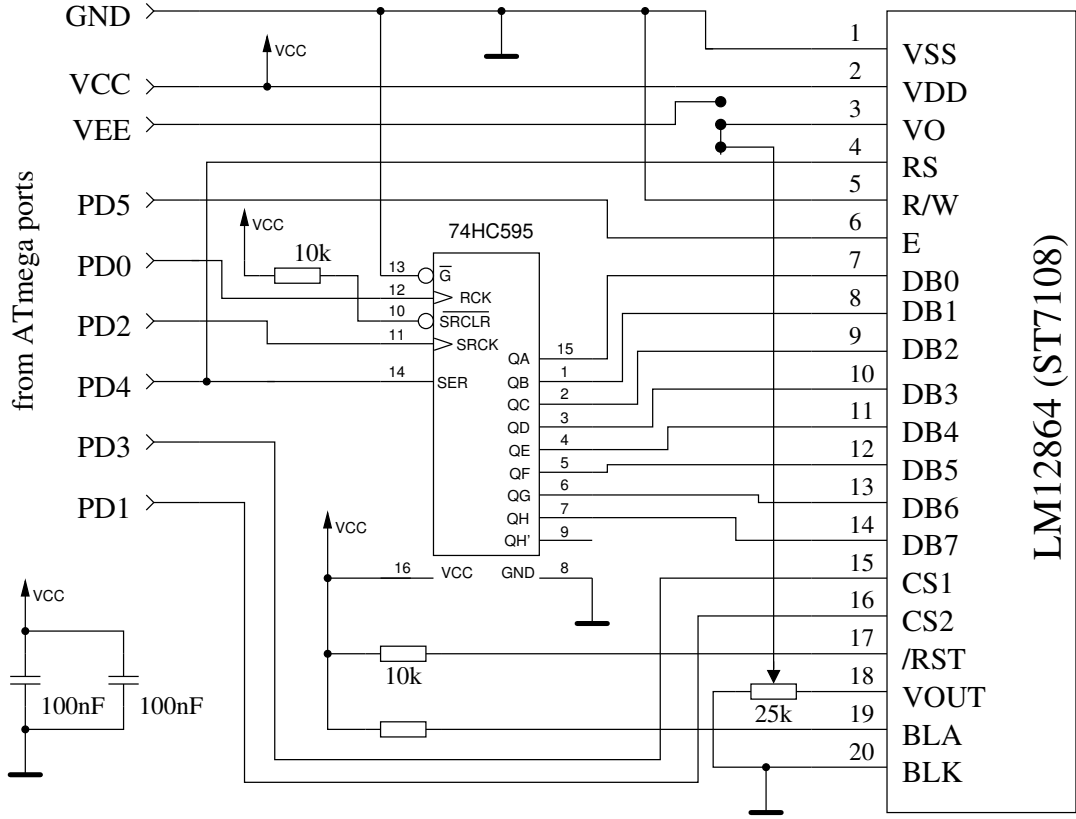 GND
VCC
VCC
VEE
PD5
VCC
10k
PD0
PD2
PD4
PD3
PD1
from ATmega ports
74HC595
13 G
12 RCK
10 SRCLR
11 SRCK
14 SER
QA 15
QB 1
QC 2
QD 3
QE 4
QF 5
QG 6
QH 7
QH' 9
16 VCC GND 8
VCC
VCC
100nF 100nF
10k
25k
1 VSS
2 VDD
3 VO
4 RS
5 R/W
6 E
7 DB0
8 DB1
9 DB2
10 DB3
11 DB4
12 DB5
13 DB6
14 DB7
15 CS1
16 CS2
17 /RST
18 VOUT
19 BLA
20 BLK
LM12864 (ST7108)